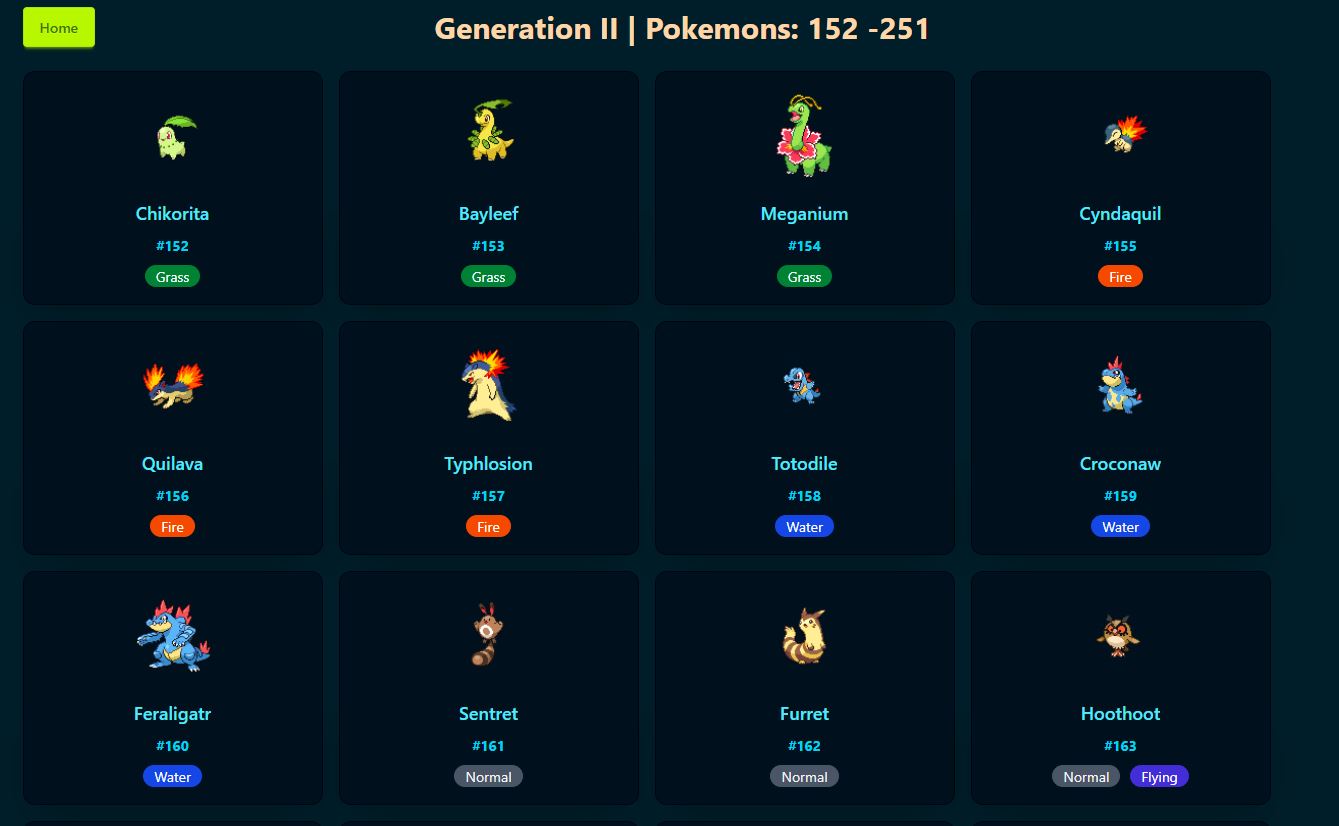 Home
Generation II | Pokemons: 152 -251
Chikorita
#152
Grass
Bayleef
#153
Grass
Meganium
#154
Grass
Cyndaquil
#155
Fire
Quilava
#156
Fire
Typhlosion
#157
Fire
Totodile
#158
Water
Croconaw
#159
Water
Feraligatr
#160
Water
Sentret
#161
Normal
Furret
#162
Normal
Hoothoot
#163
Normal Flying